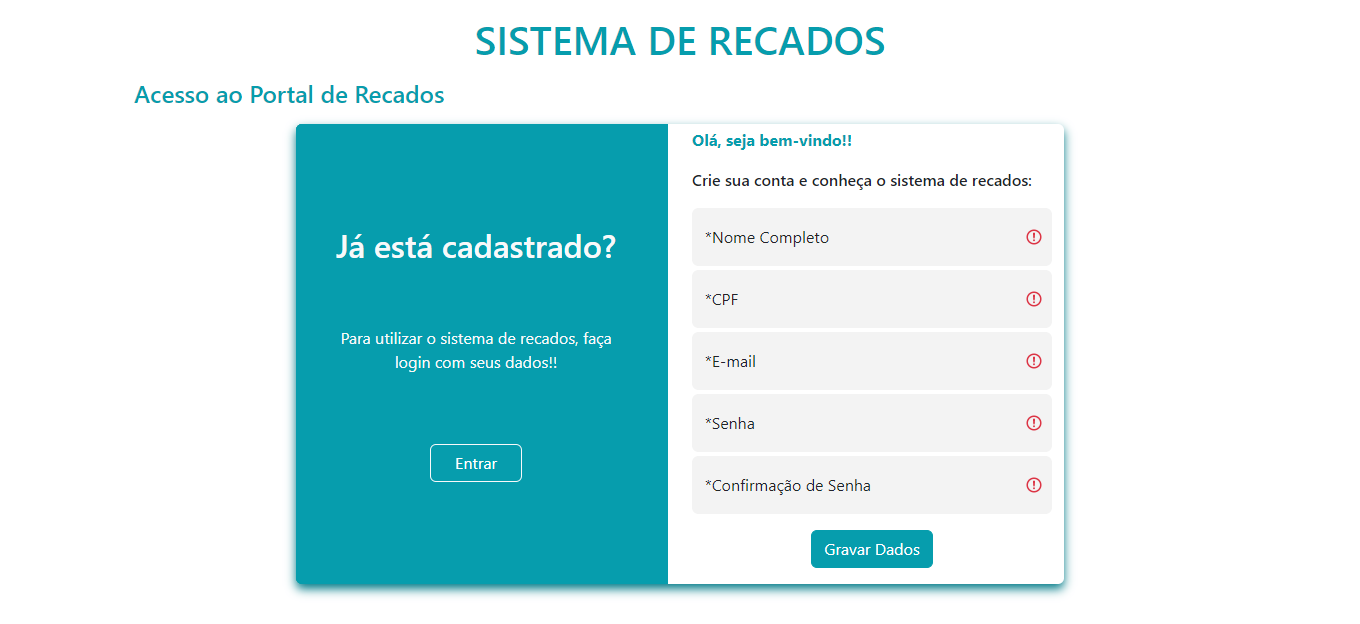 SISTEMA DE RECADOS
Acesso ao Portal de Recados
Já está cadastrado?
Para utilizar o sistema de recados, faça
login com seus dados!!
Entrar
Olá, seja bem-vindo!!
Crie sua conta e conheça o sistema de recados:
*Nome Completo
*CPF
*E-mail
*Senha
*Confirmação de Senha
Gravar Dados